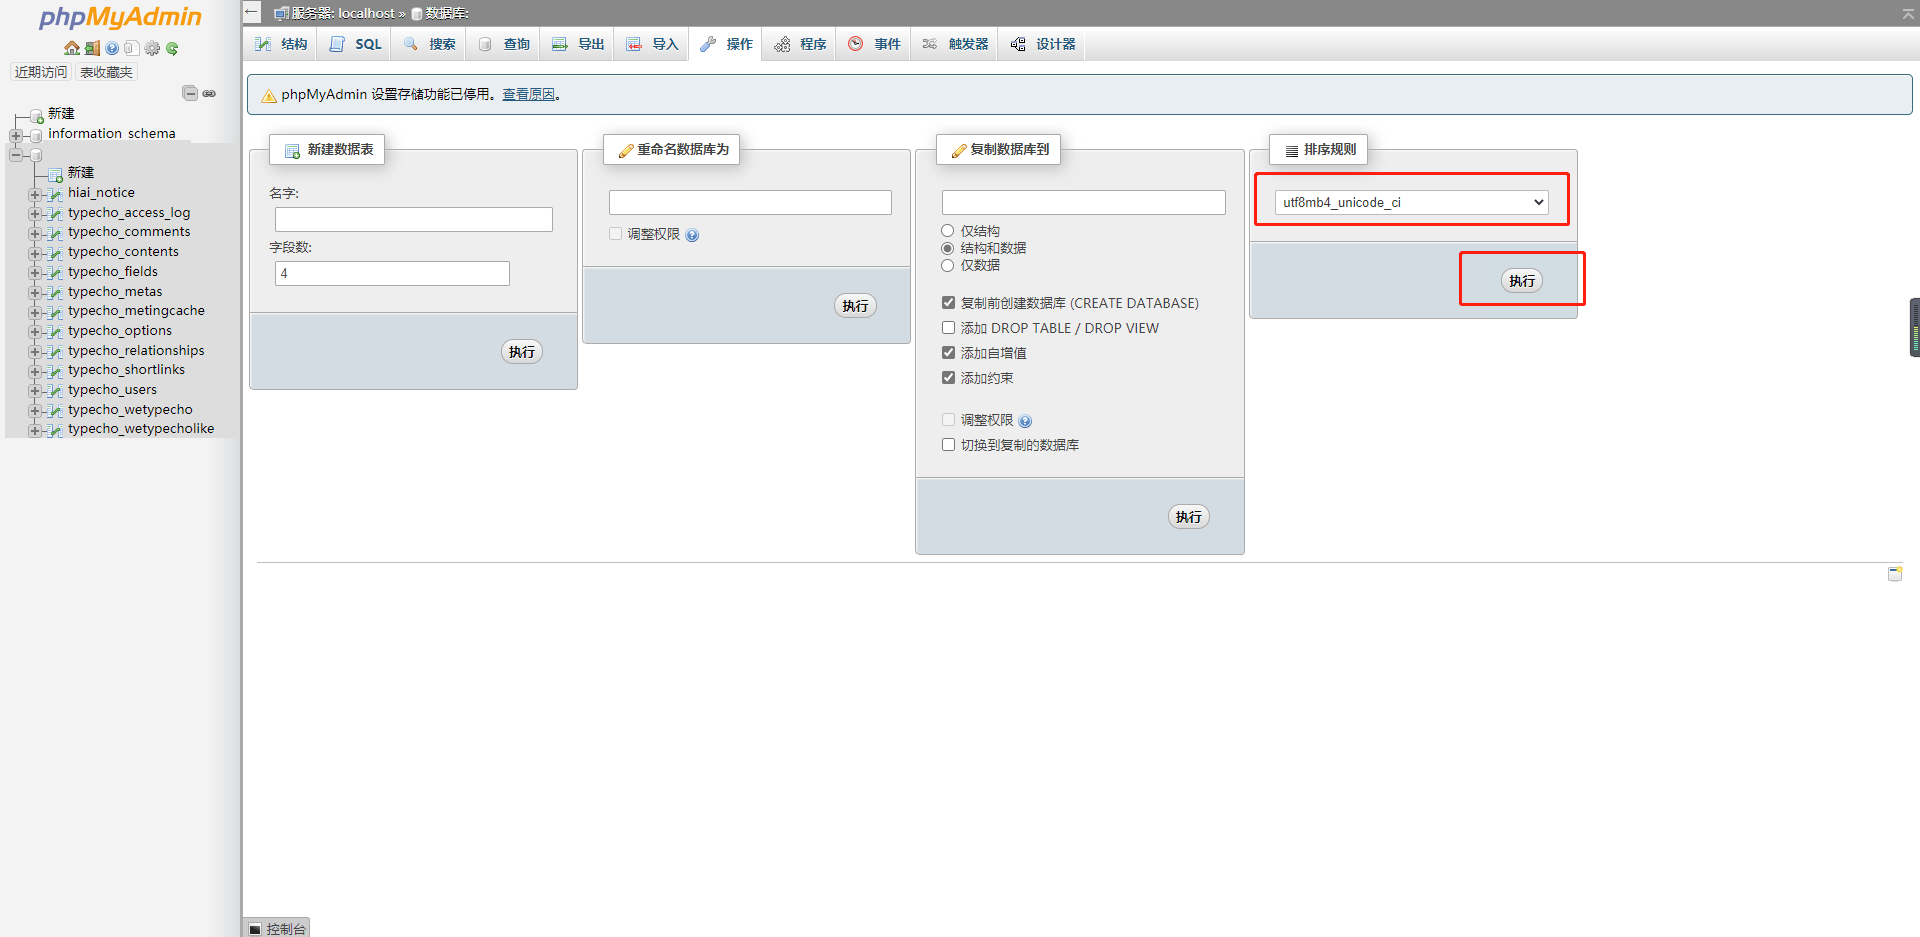 phpMyAdmin
近期访问 表收藏夹
新建
information_schema
新建
hiai_notice
typecho_access_log
typecho_comments
typecho_contents
typecho_fields
typecho_metas
typecho_metingcache
typecho_options
typecho_relationships
typecho_shortlinks
typecho_users
typecho_wetypecho
typecho_wetypecholike
服务器: localhost » 数据库:
结构 SQL 搜索 查询 导出 导入 操作 程序 事件 触发器 设计器
phpMyAdmin 设置存储功能已停用。查看原因。
新建数据表
名字:
字段数:
4
执行
重命名数据库为
调整权限
执行
复制数据库到
仅结构
结构和数据
仅数据
复制前创建数据库 (CREATE DATABASE)
添加 DROP TABLE / DROP VIEW
添加自增值
添加约束
调整权限
切换到复制的数据库
执行
排序规则
utf8mb4_unicode_ci
执行
控制台